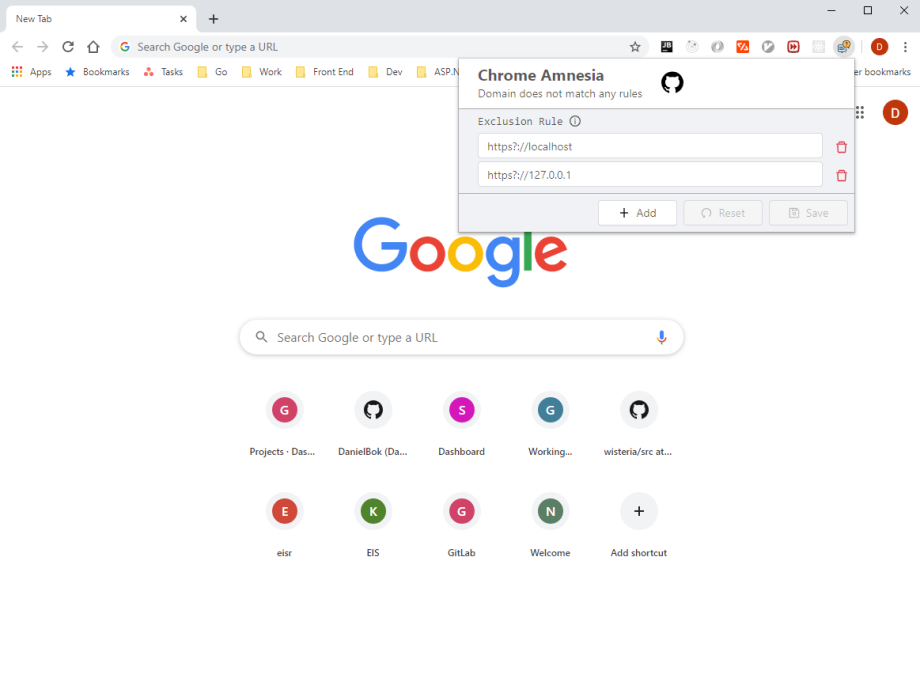 New Tab
Search Google or type a URL
JB
D
Apps Bookmarks Tasks Go Work Front End Dev ASP.N er bookmarks
Chrome Amnesia
Domain does not match any rules
D
Exclusion Rule
https?://localhost
https?://127.0.0.1
Add Reset Save
Google
Search Google or type a URL
G S G
Projects · Das... DanielBok (Da... Dashboard Working... wisteria/src at...
E K G N
eisr EIS GitLab Welcome Add shortcut